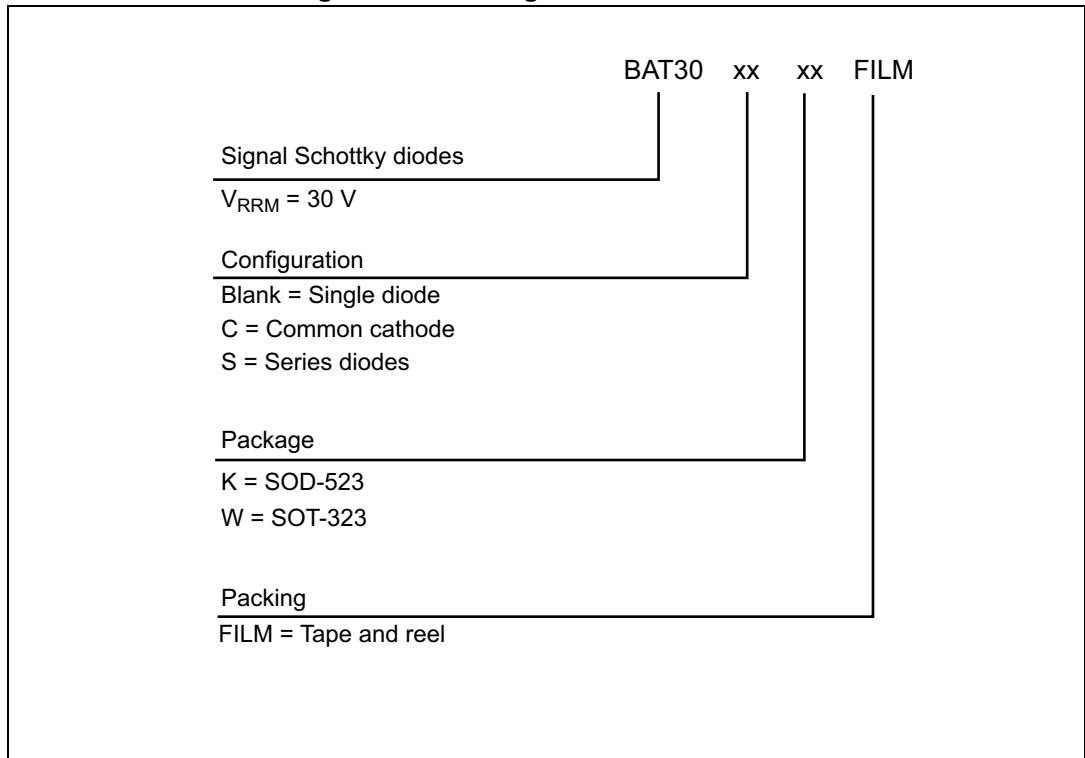 BAT30 xx xx FILM
Signal Schottky diodes
VRRM = 30 V
Configuration
Blank = Single diode
C = Common cathode
S = Series diodes
Package
K = SOD-523
W = SOT-323
Packing
FILM = Tape and reel